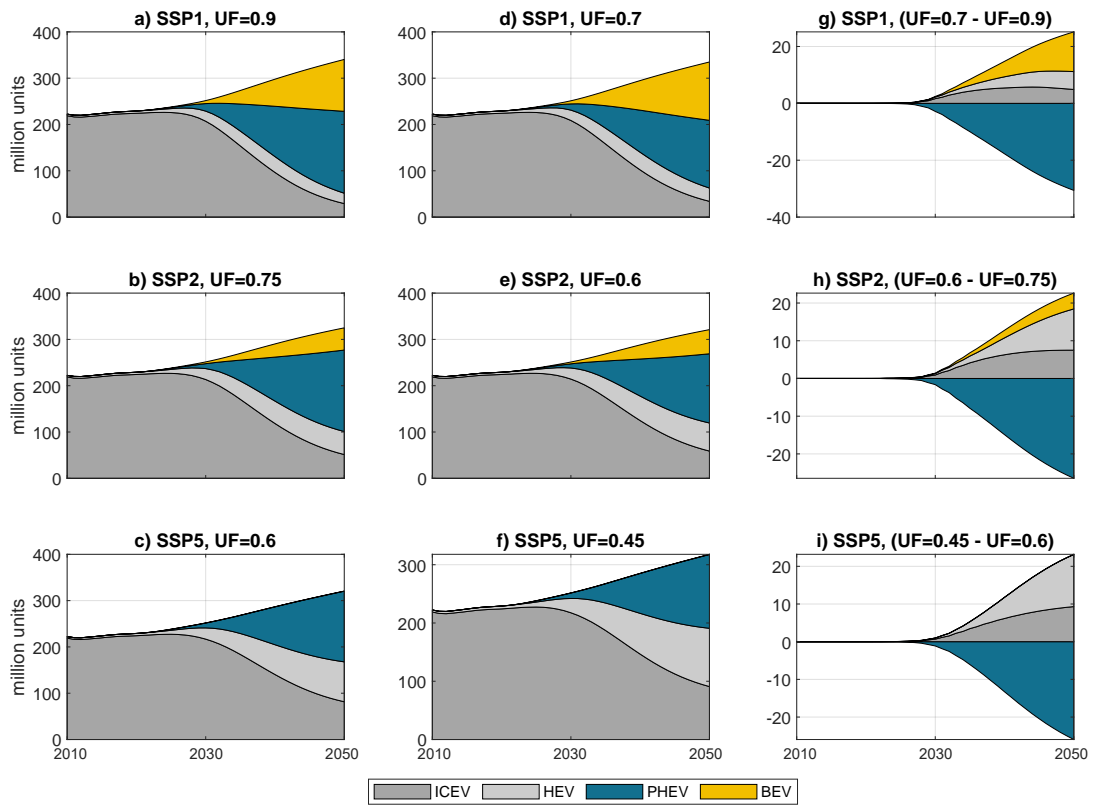 a) SSP1, UF=0.9
400
300
200
100
0
million units
d) SSP1, UF=0.7
400
300
200
100
0
g) SSP1, (UF=0.7 - UF=0.9)
20
0
-20
-40
b) SSP2, UF=0.75
400
300
200
100
0
million units
e) SSP2, UF=0.6
400
300
200
100
0
h) SSP2, (UF=0.6 - UF=0.75)
20
10
0
-10
-20
c) SSP5, UF=0.6
400
300
200
100
0
million units
2010 2030 2050
f) SSP5, UF=0.45
300
200
100
0
2010 2030 2050
i) SSP5, (UF=0.45 - UF=0.6)
20
10
0
-10
-20
2010 2030 2050
ICEV HEV PHEV BEV